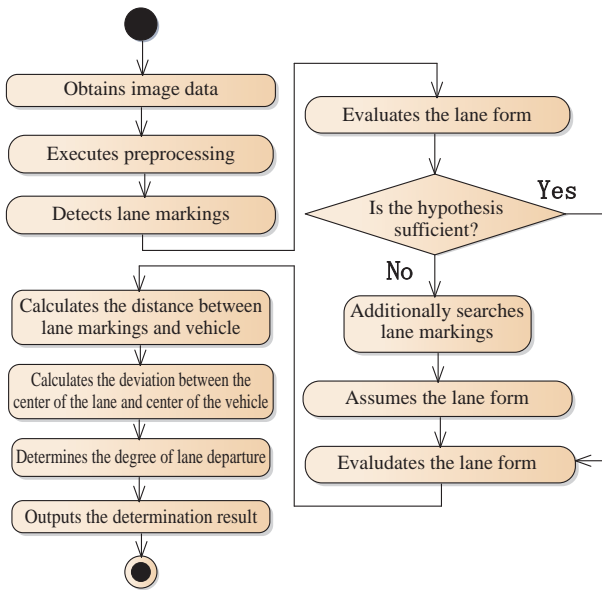 Obtains image data
Executes preprocessing
Detects lane markings
Evaluates the lane form
Is the hypothesis
sufficient?
Yes
No
Additionally searches
lane markings
Assumes the lane form
Evaludates the lane form
Calculates the distance between
lane markings and vehicle
Calculates the deviation between the
center of the lane and center of the vehicle
Determines the degree of lane departure
Outputs the determination result